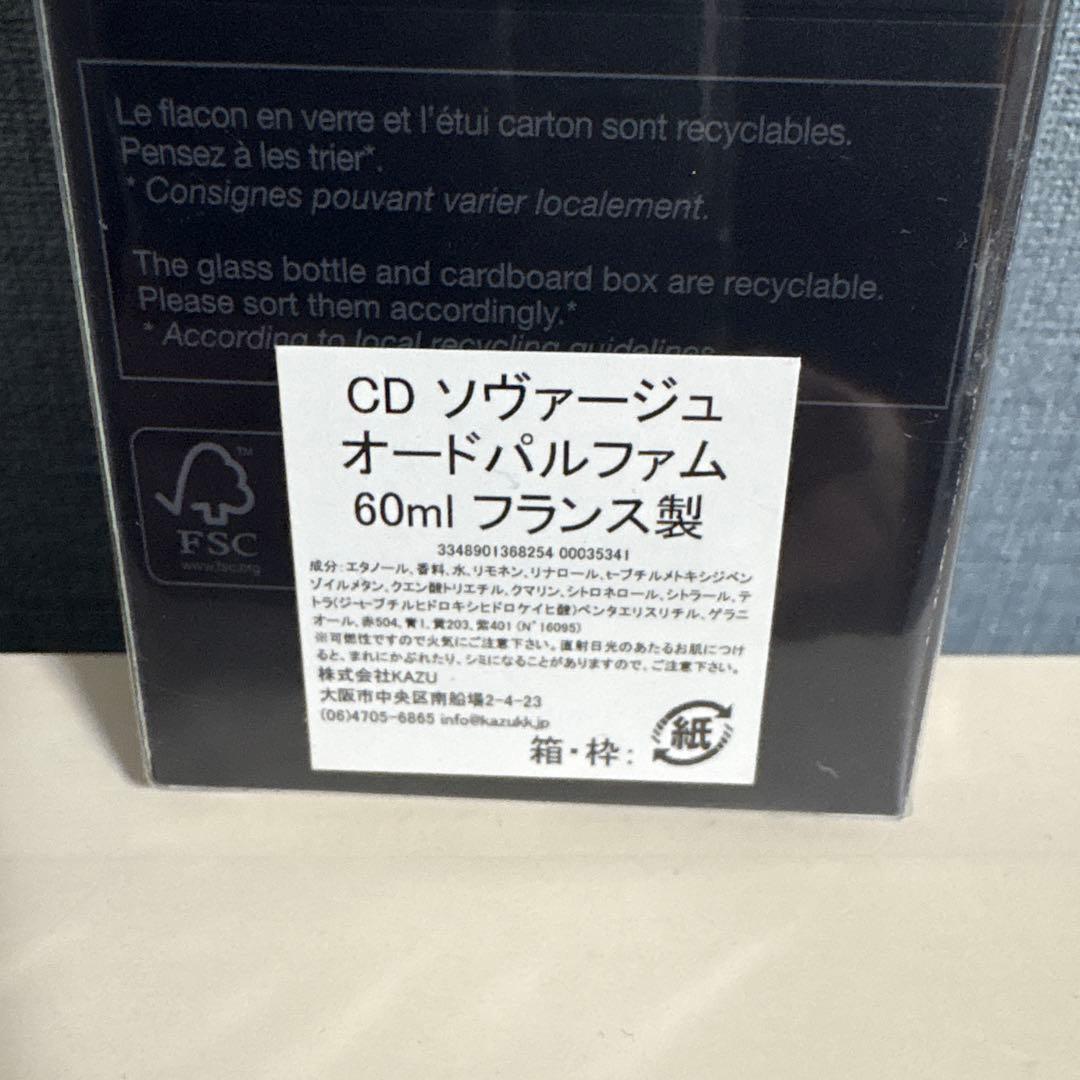 Le flacon en verre et l'étui carton sont recyclables.
Pensez à les trier*.
* Consignes pouvant varier localement.
The glass bottle and cardboard box are recyclable.
Please sort them accordingly.*
* According to local recycling guidelines
FSC
TM
www.fsc.org
CD ソヴァージュ
オードパルファム
60ml フランス製
3348901368254 00035341
成分:エタノール、香料、水、リモネン、リナロール、t-ブチルメトキシジベン
ゾイルメタン、クエン酸トリエチル、クマリン、シトロネロール、シトラール、テ
トラ(ジ-t-ブチルヒドロキシヒドロケイヒ酸)ペンタエリスリチル、ゲラニ
オール、赤504、青1、黄203、紫401 (N°16095)
※可燃性ですので火気にご注意下さい。直射日光のあたるお肌につけ
ると、まれにかぶれたり、シミになることがありますので、ご注意下さい。
株式会社KAZU
大阪市中央区南船場2-4-23
(06)4705-6865 info@kazukk.jp
箱・枠: 紙